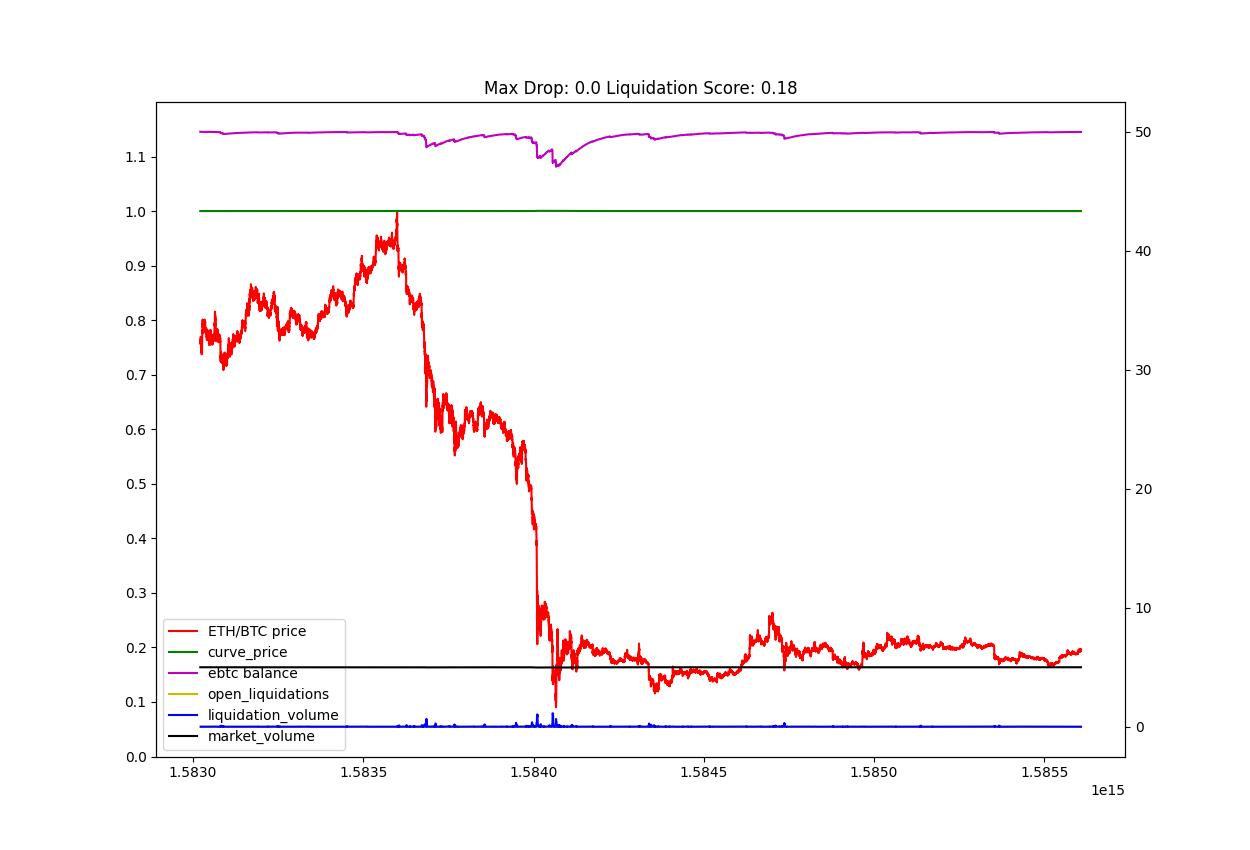 Max Drop: 0.0 Liquidation Score: 0.18
1.1
1.0
0.9
0.8
0.7
0.6
0.5
0.4
0.3
0.2
0.1
0.0
50
40
30
20
10
0
ETH/BTC price
curve_price
ebtc balance
open_liquidations
liquidation_volume
market_volume
1.5830 1.5835 1.5840 1.5845 1.5850 1.5855
1e15